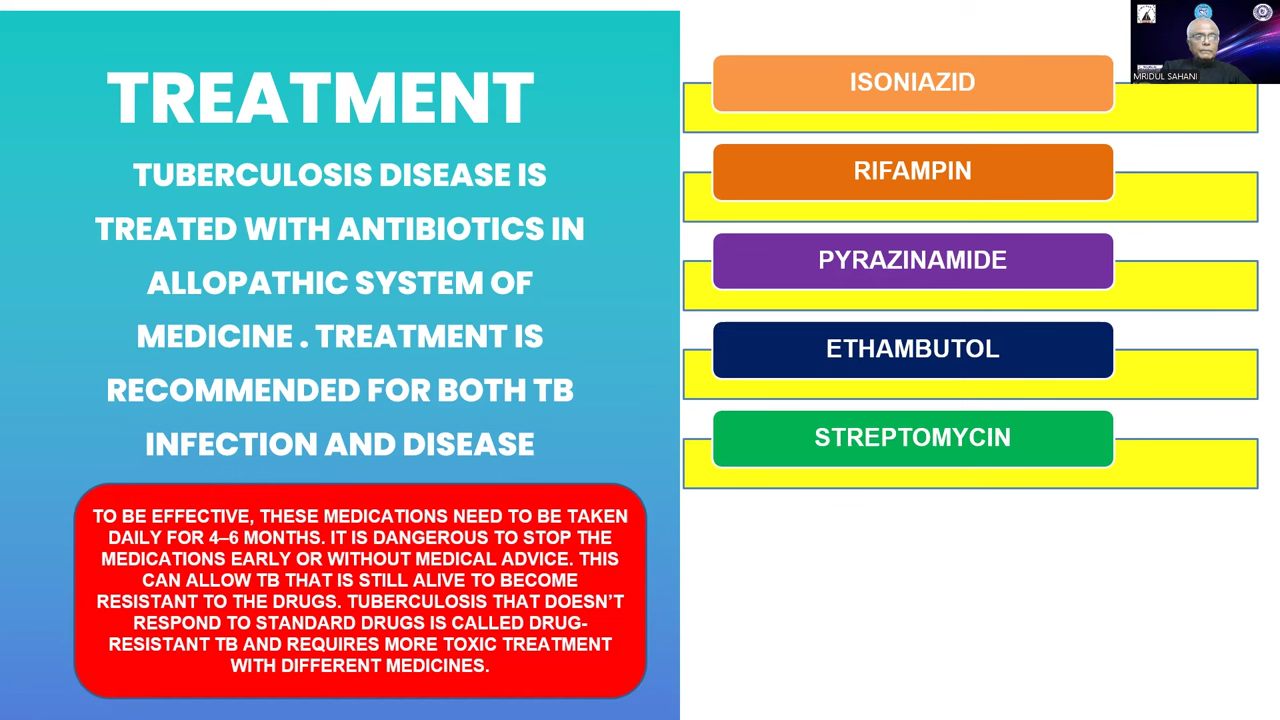 TREATMENT
TUBERCULOSIS DISEASE IS
TREATED WITH ANTIBIOTICS IN
ALLOPATHIC SYSTEM OF
MEDICINE . TREATMENT IS
RECOMMENDED FOR BOTH TB
INFECTION AND DISEASE
TO BE EFFECTIVE, THESE MEDICATIONS NEED TO BE TAKEN
DAILY FOR 4–6 MONTHS. IT IS DANGEROUS TO STOP THE
MEDICATIONS EARLY OR WITHOUT MEDICAL ADVICE. THIS
CAN ALLOW TB THAT IS STILL ALIVE TO BECOME
RESISTANT TO THE DRUGS. TUBERCULOSIS THAT DOESN’T
RESPOND TO STANDARD DRUGS IS CALLED DRUG-
RESISTANT TB AND REQUIRES MORE TOXIC TREATMENT
WITH DIFFERENT MEDICINES.
ISONIAZID
RIFAMPIN
PYRAZINAMIDE
ETHAMBUTOL
STREPTOMYCIN
MRIDUL SAHANI